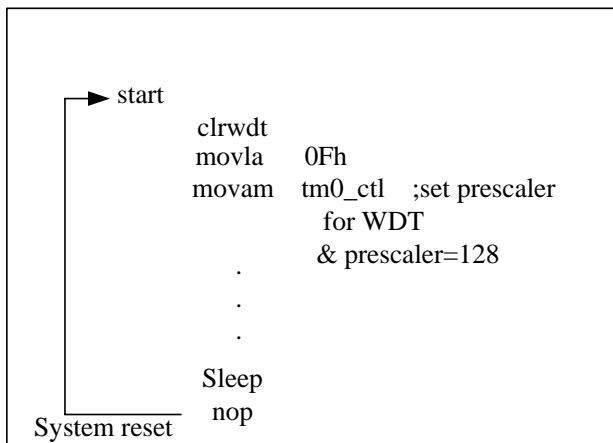 start
clrwdt
movla 0Fh
movam tm0_ctl ;set prescaler
for WDT
& prescaler=128
.
.
.
Sleep
nop
System reset